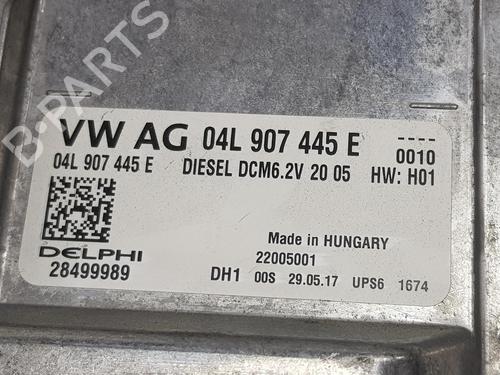 VW AG 04L 907 445 E ----
0010
04L 907 445 E DIESEL DCM6.2V 20 05 HW: H01
Made in HUNGARY
DELPHI 22005001
28499989 DH1 00S 29.05.17 UPS6 1674
B-PARTS